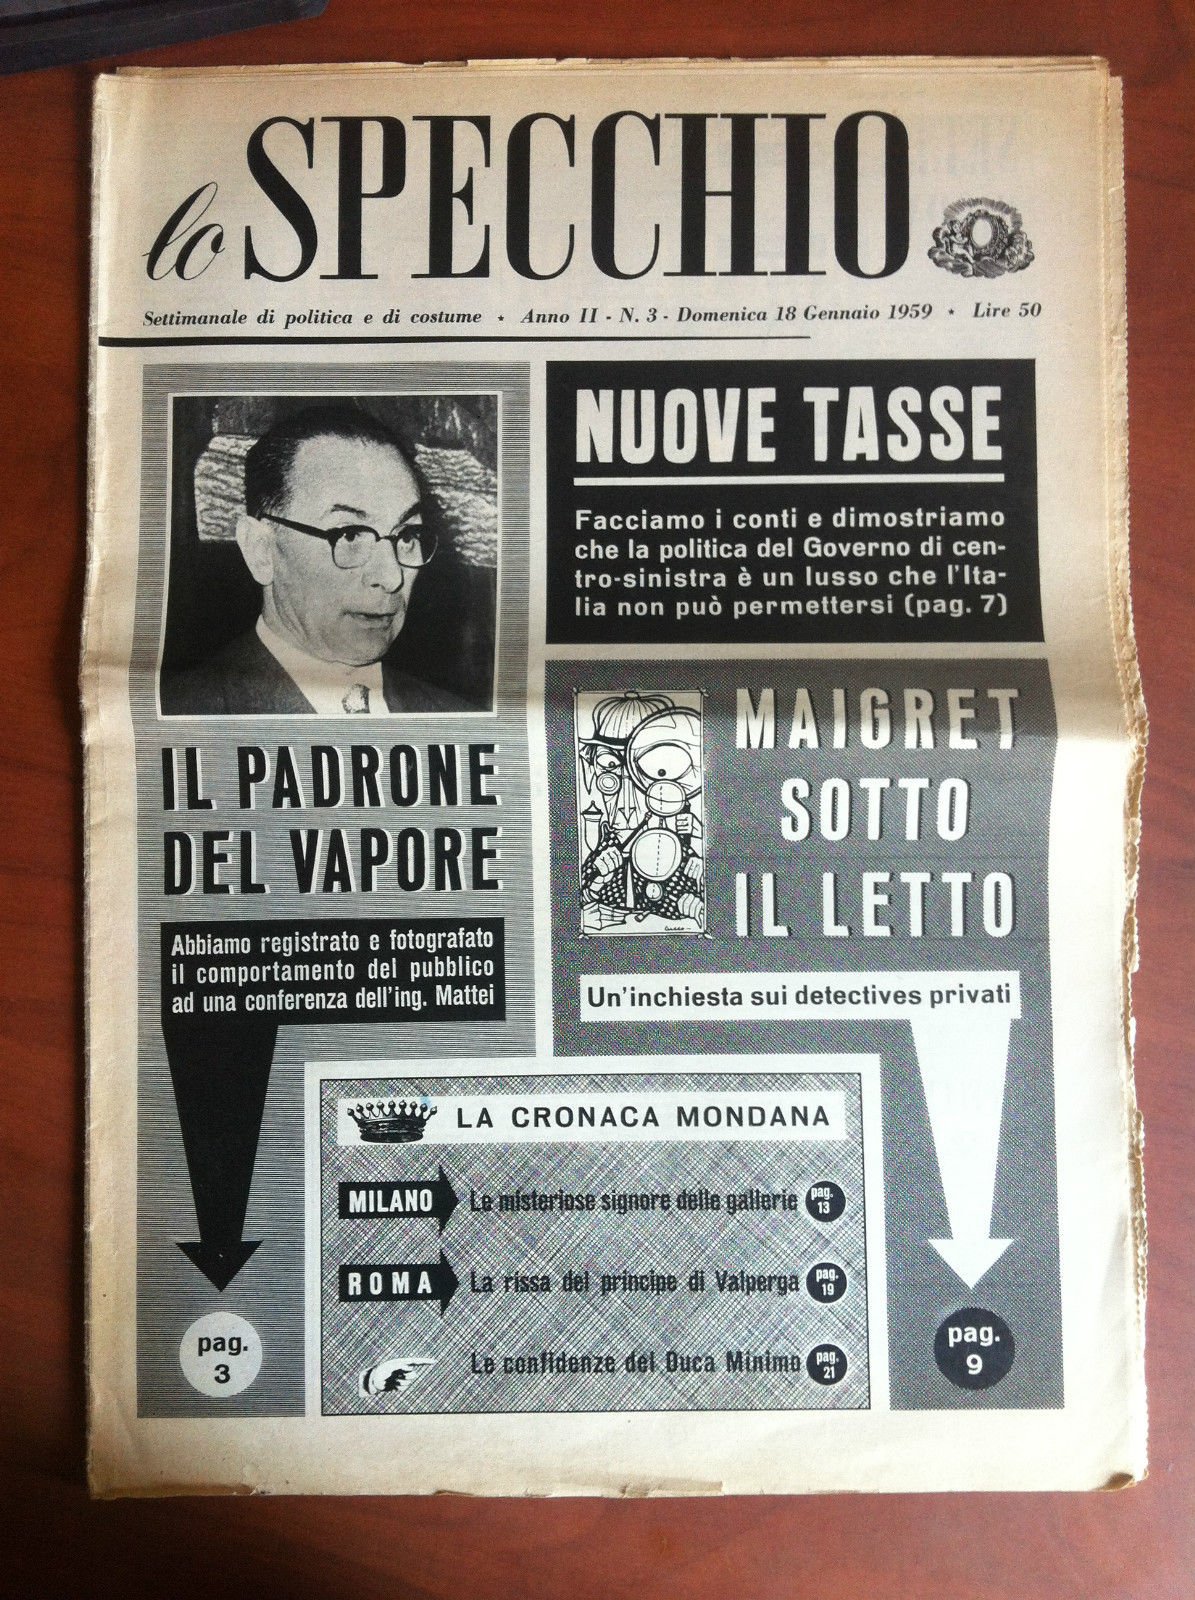 lo SPECCHIO
Settimanale di politica e di costume ⋆ Anno II - N. 3 - Domenica 18 Gennaio 1959 ⋆ Lire 50
IL PADRONE
DEL VAPORE
Abbiamo registrato e fotografato
il comportamento del pubblico
ad una conferenza dell'ing. Mattei
pag.
3
NUOVE TASSE
Facciamo i conti e dimostriamo
che la politica del Governo di cen-
tro-sinistra è un lusso che l'Ita-
lia non può permettersi (pag. 7)
MAIGRET
SOTTO
IL LETTO
Un'inchiesta sui detectives privati
pag.
9
LA CRONACA MONDANA
MILANO Le misteriose signore delle gallerie pag. 13
ROMA La rissa del principe di Valperga pag. 19
Le confidenze del Duca Minimo pag. 21